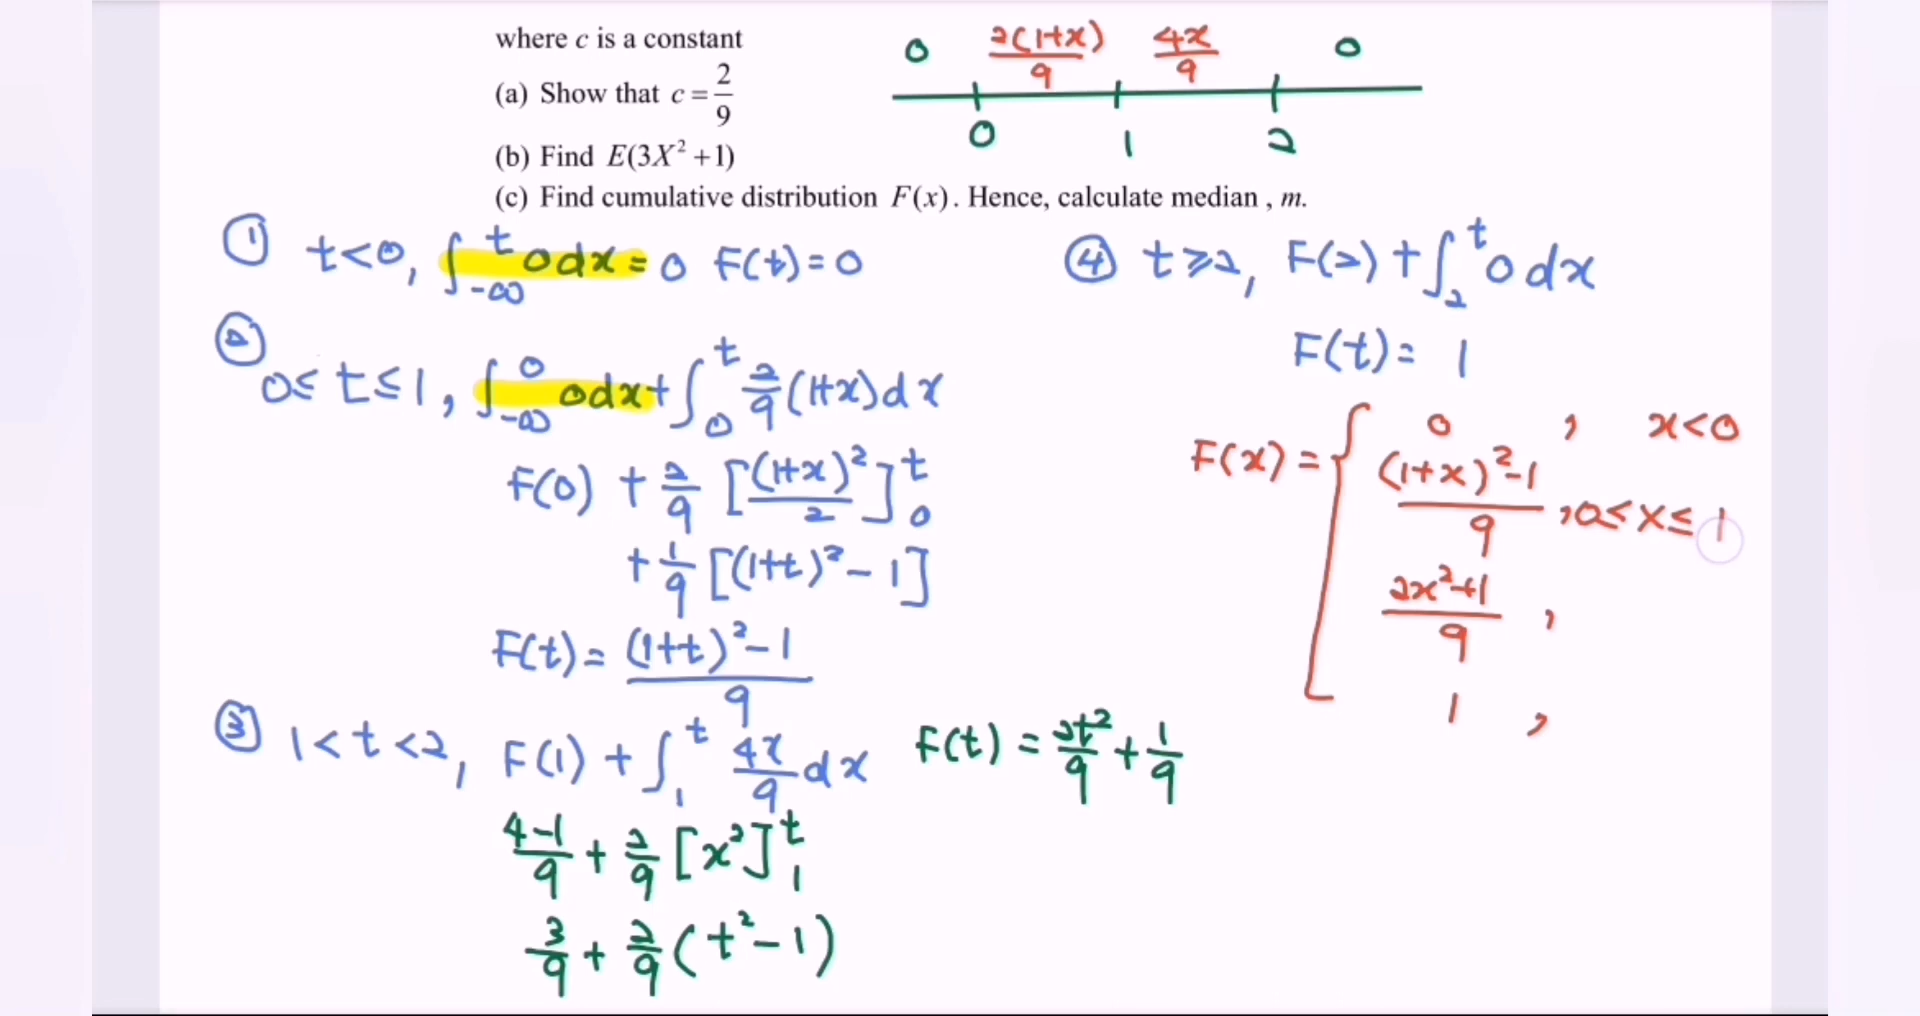 where c is a constant
(a) Show that c = 2/9
(b) Find E(3X² + 1)
(c) Find cumulative distribution F(x). Hence, calculate median , m.
0 2(1+x)/9 4x/9 0
0 1 2
① t<0, ∫_{-∞}^{t} 0dx = 0 F(t) = 0
② 0≤ t ≤ 1, ∫_{-∞}^{0} 0dx + ∫_{0}^{t} 2/9 (1+x)dx
F(0) + 2/9 [(1+x)²/2]_{0}^{t}
+ 1/9 [(1+t)² - 1]
F(t) = (1+t)² - 1 / 9
③ 1 < t < 2, F(1) + ∫_{1}^{t} 4x/9 dx
4-1/9 + 2/9 [x²]_{1}^{t}
3/9 + 2/9 (t² - 1)
F(t) = 2t²/9 + 1/9
④ t ≥ 2, F(2) + ∫_{2}^{t} 0 dx
F(t) = 1
F(x) = { 0 , x<0
(1+x)² - 1 / 9 , 0≤ x ≤ 1
2x² + 1 / 9 ,
1 ,